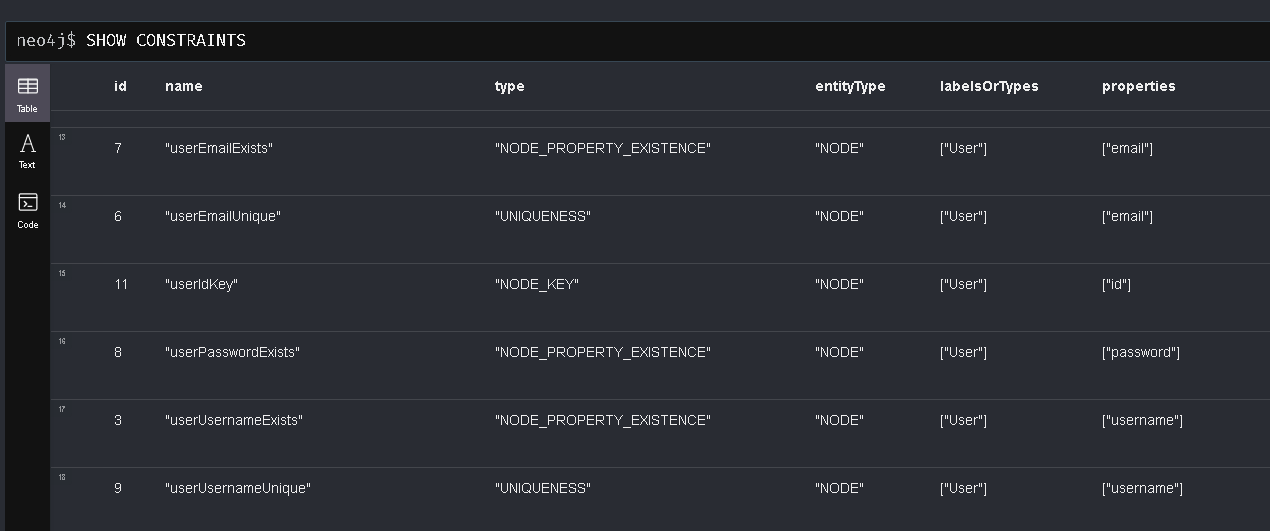 neo4j$ SHOW CONSTRAINTS
Table
Text
Code
id name type entityType labelsOrTypes properties
13 7 "userEmailExists" "NODE_PROPERTY_EXISTENCE" "NODE" ["User"] ["email"]
14 6 "userEmailUnique" "UNIQUENESS" "NODE" ["User"] ["email"]
15 11 "userIdKey" "NODE_KEY" "NODE" ["User"] ["id"]
16 8 "userPasswordExists" "NODE_PROPERTY_EXISTENCE" "NODE" ["User"] ["password"]
17 3 "userUsernameExists" "NODE_PROPERTY_EXISTENCE" "NODE" ["User"] ["username"]
18 9 "userUsernameUnique" "UNIQUENESS" "NODE" ["User"] ["username"]